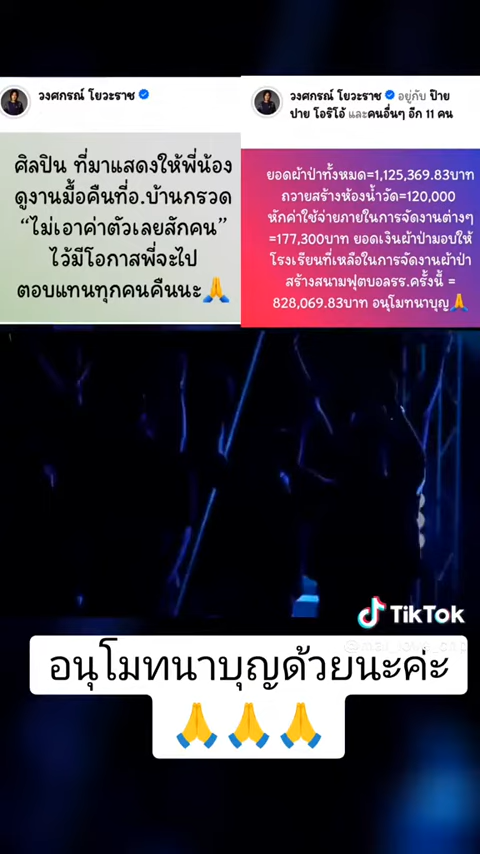 วงศกรณ์ โยวะราช
ศิลปิน ที่มาแสดงให้พี่น้อง
ดูงานมื้อคืนที่อ.บ้านกรวด
“ไม่เอาค่าตัวเลยสักคน”
ไว้มีโอกาสพี่จะไป
ตอบแทนทุกคนคืนนะ🙏
วงศกรณ์ โยวะราช อยู่กับ ป๊าย
ปาย โอริโอ้ และคนอื่นๆ อีก 11 คน
ยอดผ้าป่าทั้งหมด=1,125,369.83บาท
ถวายสร้างห้องน้ำวัด=120,000
หักค่าใช้จ่ายภายในการจัดงานต่างๆ
=177,300บาท ยอดเงินผ้าป่ามอบให้
โรงเรียนที่เหลือในการจัดงานผ้าป่า
สร้างสนามฟุตบอลรร.ครั้งนี้ =
828,069.83บาท อนุโมทนาบุญ🙏
TikTok
อนุโมทนาบุญด้วยนะค่ะ
🙏🙏🙏